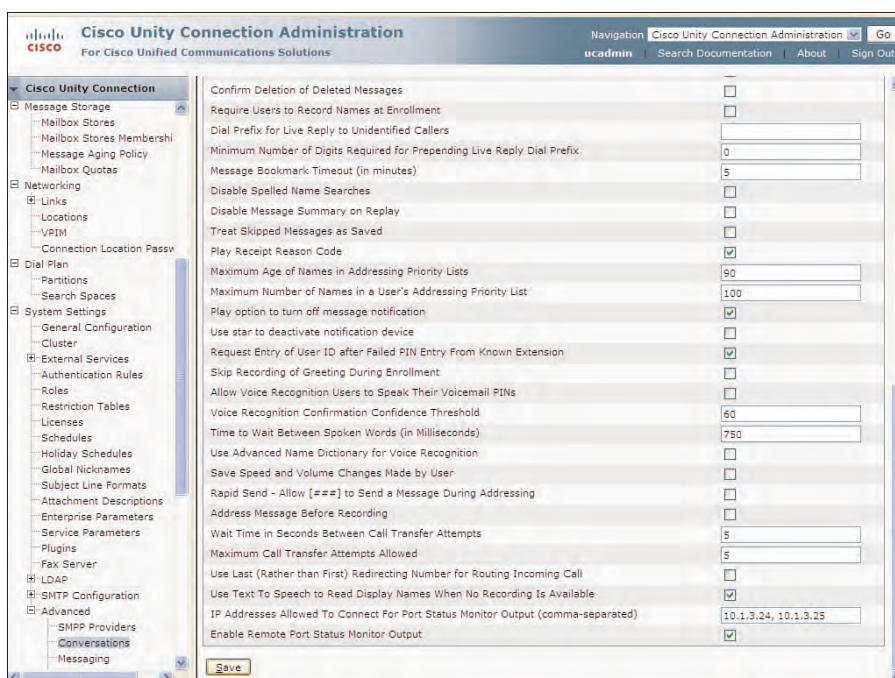 Cisco Unity Connection Administration
Navigation Cisco Unity Connection Administration Go
CISCO
For Cisco Unified Communications Solutions
ucadmin Search Documentation About Sign Out
Cisco Unity Connection
Message Storage
Mailbox Stores
Mailbox Stores Membershi
Message Aging Policy
Mailbox Quotas
Networking
Links
Locations
VPIM
Connection Location Passw
Dial Plan
Partitions
Search Spaces
System Settings
General Configuration
Cluster
External Services
Authentication Rules
Roles
Restriction Tables
Licenses
Schedules
Holiday Schedules
Global Nicknames
Subject Line Formats
Attachment Descriptions
Enterprise Parameters
Service Parameters
Plugins
Fax Server
LDAP
SMTP Configuration
Advanced
SMPP Providers
Conversations
Messaging
Confirm Deletion of Deleted Messages
Require Users to Record Names at Enrollment
Dial Prefix for Live Reply to Unidentified Callers
Minimum Number of Digits Required for Prepending Live Reply Dial Prefix 0
Message Bookmark Timeout (in minutes) 5
Disable Spelled Name Searches
Disable Message Summary on Replay
Treat Skipped Messages as Saved
Play Receipt Reason Code
Maximum Age of Names in Addressing Priority Lists 90
Maximum Number of Names in a User's Addressing Priority List 100
Play option to turn off message notification
Use star to deactivate notification device
Request Entry of User ID after Failed PIN Entry From Known Extension
Skip Recording of Greeting During Enrollment
Allow Voice Recognition Users to Speak Their Voicemail PINs
Voice Recognition Confirmation Confidence Threshold 60
Time to Wait Between Spoken Words (in Milliseconds) 750
Use Advanced Name Dictionary for Voice Recognition
Save Speed and Volume Changes Made by User
Rapid Send - Allow [###] to Send a Message During Addressing
Address Message Before Recording
Wait Time in Seconds Between Call Transfer Attempts 5
Maximum Call Transfer Attempts Allowed 5
Use Last (Rather than First) Redirecting Number for Routing Incoming Call
Use Text To Speech to Read Display Names When No Recording Is Available
IP Addresses Allowed To Connect For Port Status Monitor Output (comma-separated) 10.1.3.24, 10.1.3.25
Enable Remote Port Status Monitor Output
Save